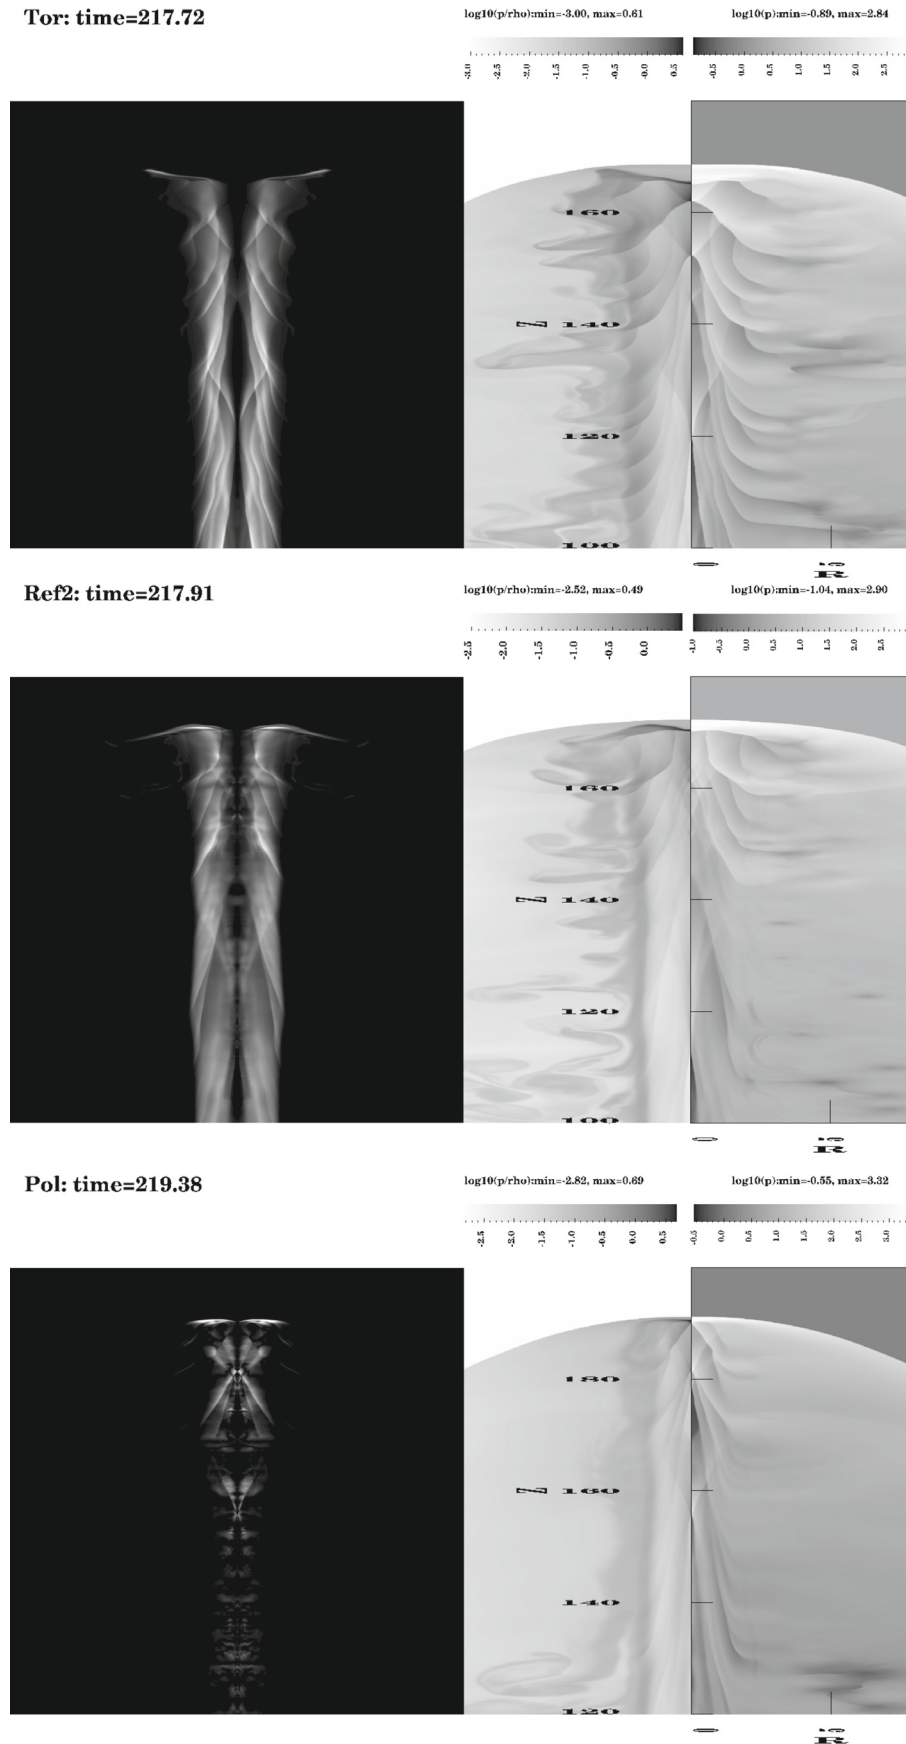 Tor: time=217.72
log10(p/rho):min=-3.00, max=0.61
log10(p):min=-0.89, max=2.84
-3.0 -2.5 -2.0 -1.5 -1.0 -0.5 -0.0 0.5
-0.5 0.0 0.5 1.0 1.5 2.0 2.5
160
Z 140
120
100
0 5
R
Ref2: time=217.91
log10(p/rho):min=-2.52, max=0.49
log10(p):min=-1.04, max=2.90
-2.5 -2.0 -1.5 -1.0 -0.5 0.0
-1.0 -0.5 0.0 0.5 1.0 1.5 2.0 2.5
160
Z 140
120
100
0 5
R
Pol: time=219.38
log10(p/rho):min=-2.82, max=0.69
log10(p):min=-0.55, max=3.32
-2.5 -2.0 -1.5 -1.0 -0.5 0.0 0.5
-0.5 0.0 0.5 1.0 1.5 2.0 2.5 3.0
180
Z 160
140
120
0 5
R